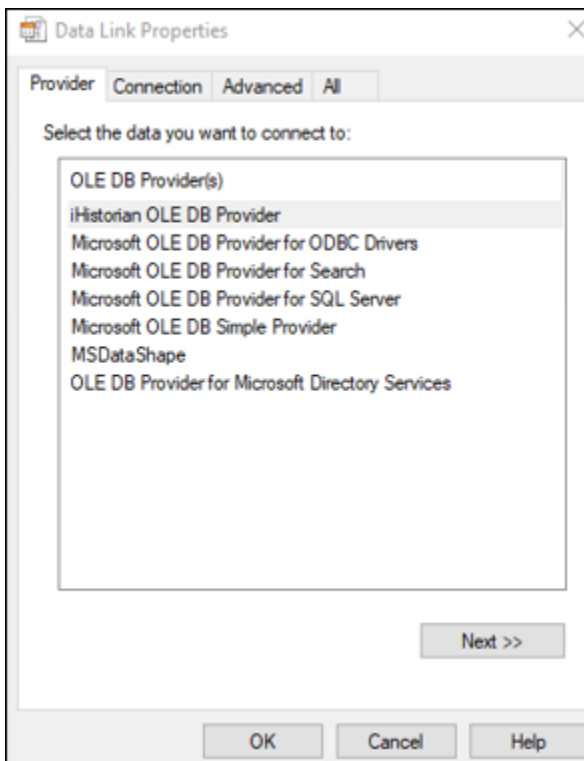 Data Link Properties
Provider Connection Advanced All
Select the data you want to connect to:
OLE DB Provider(s)
iHistorian OLE DB Provider
Microsoft OLE DB Provider for ODBC Drivers
Microsoft OLE DB Provider for Search
Microsoft OLE DB Provider for SQL Server
Microsoft OLE DB Simple Provider
MSDataShape
OLE DB Provider for Microsoft Directory Services
Next >>
OK Cancel Help